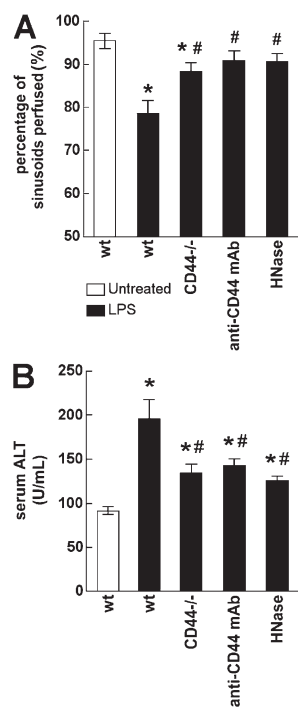 A
percentage of
sinusoids perfused (%)
100
90
80
70
60
50
*
* #
#
#
wt
wt
CD44-/-
anti-CD44 mAb
HNase
Untreated
LPS
B
serum ALT
(U/mL)
250
200
150
100
50
0
*
*#
*#
*#
wt
wt
CD44-/-
anti-CD44 mAb
HNase